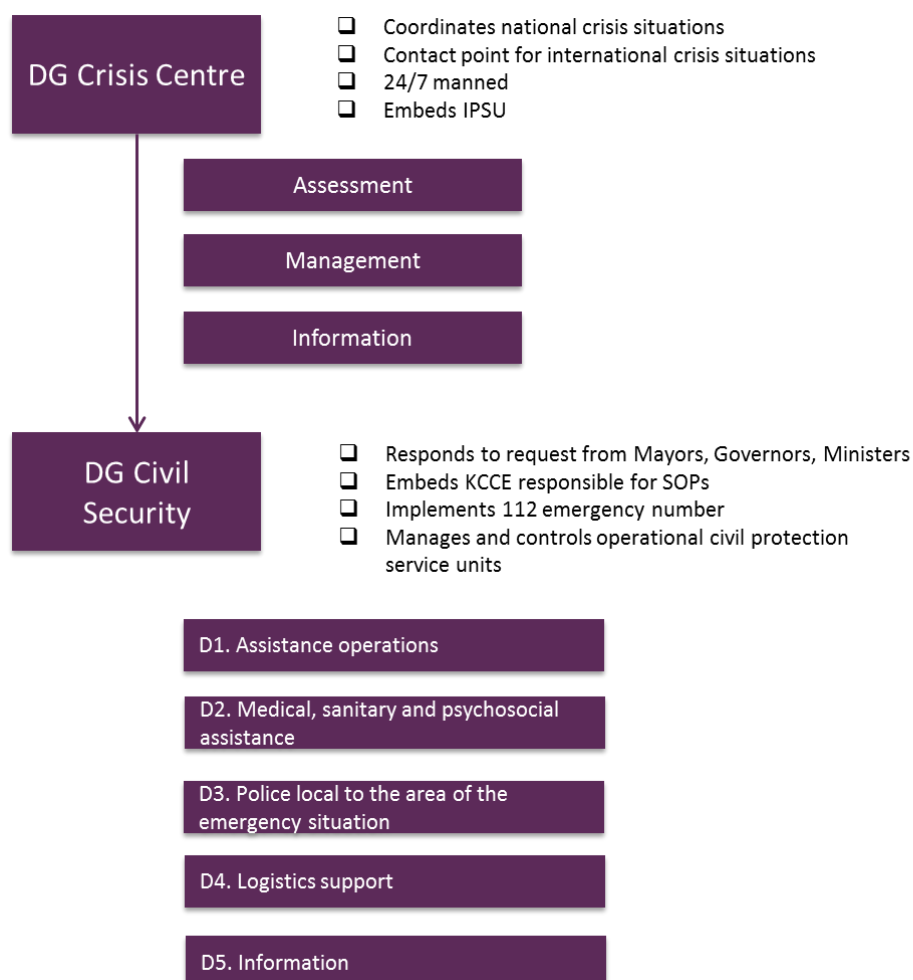 DG Crisis Centre
Coordinates national crisis situations
Contact point for international crisis situations
24/7 manned
Embeds IPSU
Assessment
Management
Information
DG Civil
Security
Responds to request from Mayors, Governors, Ministers
Embeds KCCE responsible for SOPs
Implements 112 emergency number
Manages and controls operational civil protection
service units
D1. Assistance operations
D2. Medical, sanitary and psychosocial
assistance
D3. Police local to the area of the
emergency situation
D4. Logistics support
D5. Information